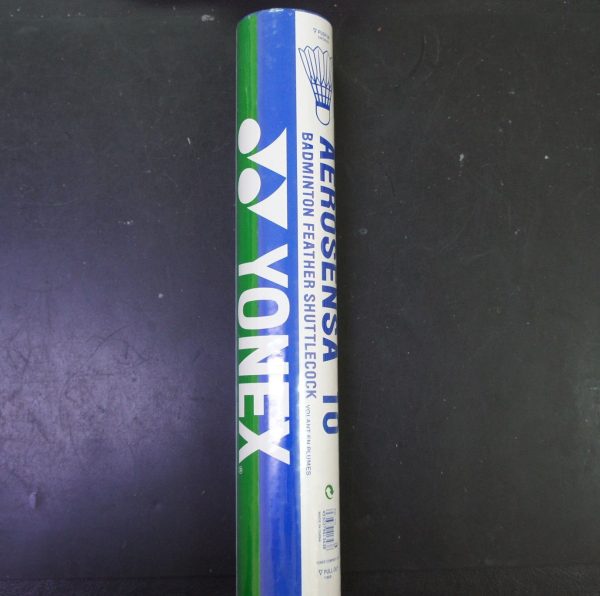 YONEX
®
AEROSENSA 10
BADMINTON FEATHER SHUTTLECOCK
VOLANT EN PLUMES